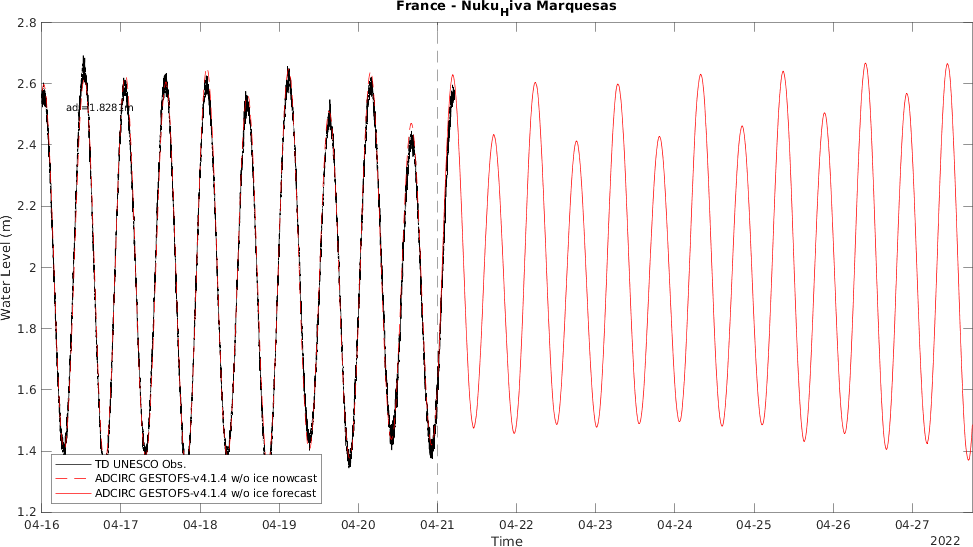 France - Nuku_Hiva Marquesas
2.8
2.6
2.4
2.2
2
1.8
1.6
1.4
1.2
Water Level (m)
adj=1.8281m
TD UNESCO Obs.
ADCIRC GESTOFS-v4.1.4 w/o ice nowcast
ADCIRC GESTOFS-v4.1.4 w/o ice forecast
04-16 04-17 04-18 04-19 04-20 04-21 04-22 04-23 04-24 04-25 04-26 04-27
Time
2022